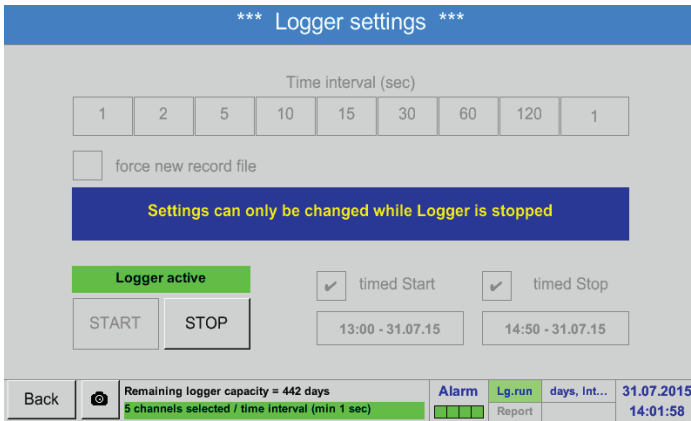 *** Logger settings ***
Time interval (sec)
1 2 5 10 15 30 60 120 1
force new record file
Settings can only be changed while Logger is stopped
Logger active
timed Start
timed Stop
START STOP
13:00 - 31.07.15
14:50 - 31.07.15
Back
Remaining logger capacity = 442 days
5 channels selected / time interval (min 1 sec)
Alarm
Lg.run
days, Int...
Report
31.07.2015
14:01:58